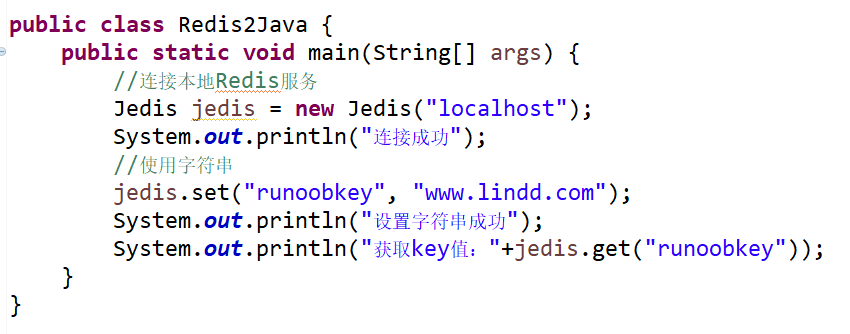 public class Redis2Java {
    public static void main(String[] args) {
        //连接本地Redis服务
        Jedis jedis = new Jedis("localhost");
        System.out.println("连接成功");
        //使用字符串
        jedis.set("runoobkey", "www.lindd.com");
        System.out.println("设置字符串成功");
        System.out.println("获取key值："+jedis.get("runoobkey"));
    }
}